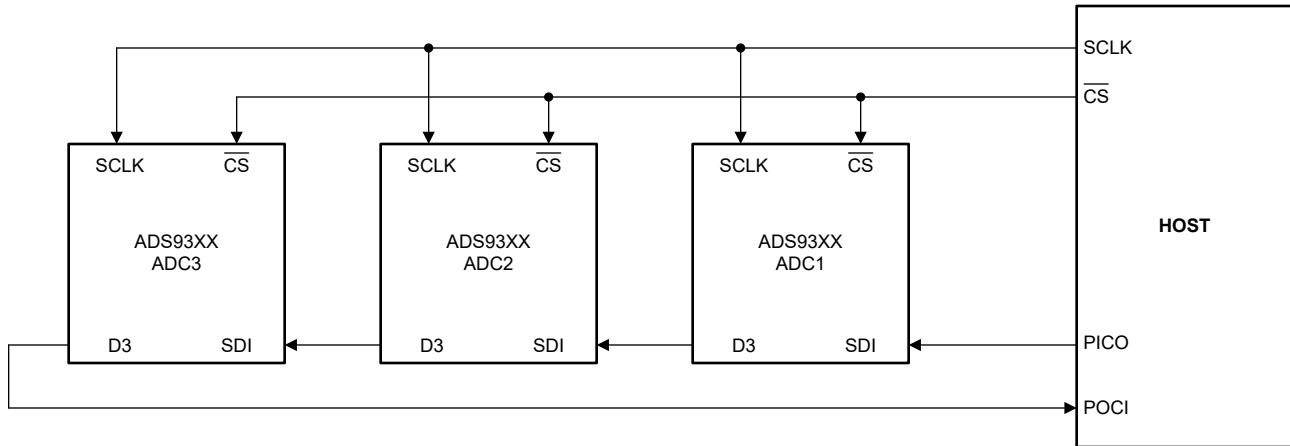 SCLK
CS
HOST
PICO
POCI
SCLK CS
ADS93XX
ADC3
D3 SDI
SCLK CS
ADS93XX
ADC2
D3 SDI
SCLK CS
ADS93XX
ADC1
D3 SDI